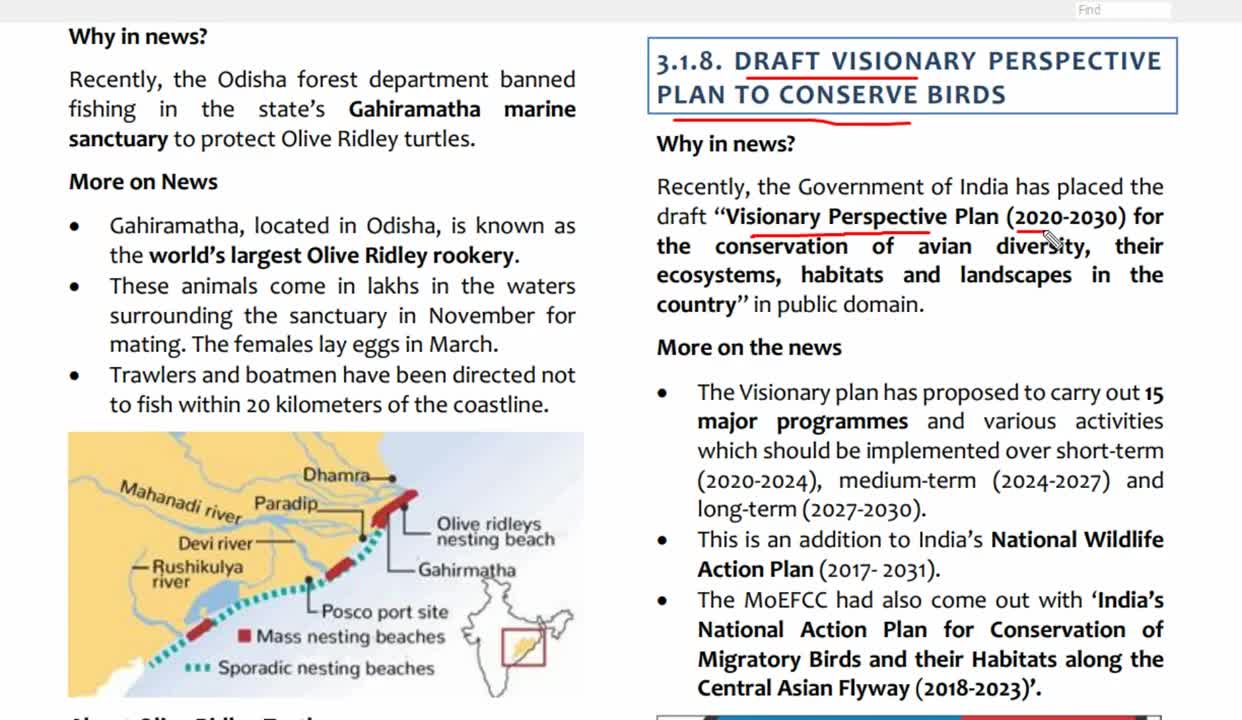 Find
Why in news?
Recently, the Odisha forest department banned
fishing in the state's Gahiramatha marine
sanctuary to protect Olive Ridley turtles.
More on News
• Gahiramatha, located in Odisha, is known as
the world's largest Olive Ridley rookery.
• These animals come in lakhs in the waters
surrounding the sanctuary in November for
mating. The females lay eggs in March.
• Trawlers and boatmen have been directed not
to fish within 20 kilometers of the coastline.
Dhamra
Mahanadi river
Paradip
Olive ridleys
nesting beach
Devi river
Gahirmatha
Rushikulya
river
Posco port site
Mass nesting beaches
Sporadic nesting beaches
3.1.8. DRAFT VISIONARY PERSPECTIVE
PLAN TO CONSERVE BIRDS
Why in news?
Recently, the Government of India has placed the
draft “Visionary Perspective Plan (2020-2030) for
the conservation of avian diversity, their
ecosystems, habitats and landscapes in the
country” in public domain.
More on the news
• The Visionary plan has proposed to carry out 15
major programmes and various activities
which should be implemented over short-term
(2020-2024), medium-term (2024-2027) and
long-term (2027-2030).
• This is an addition to India's National Wildlife
Action Plan (2017- 2031).
• The MoEFCC had also come out with ‘India's
National Action Plan for Conservation of
Migratory Birds and their Habitats along the
Central Asian Flyway (2018-2023)’.